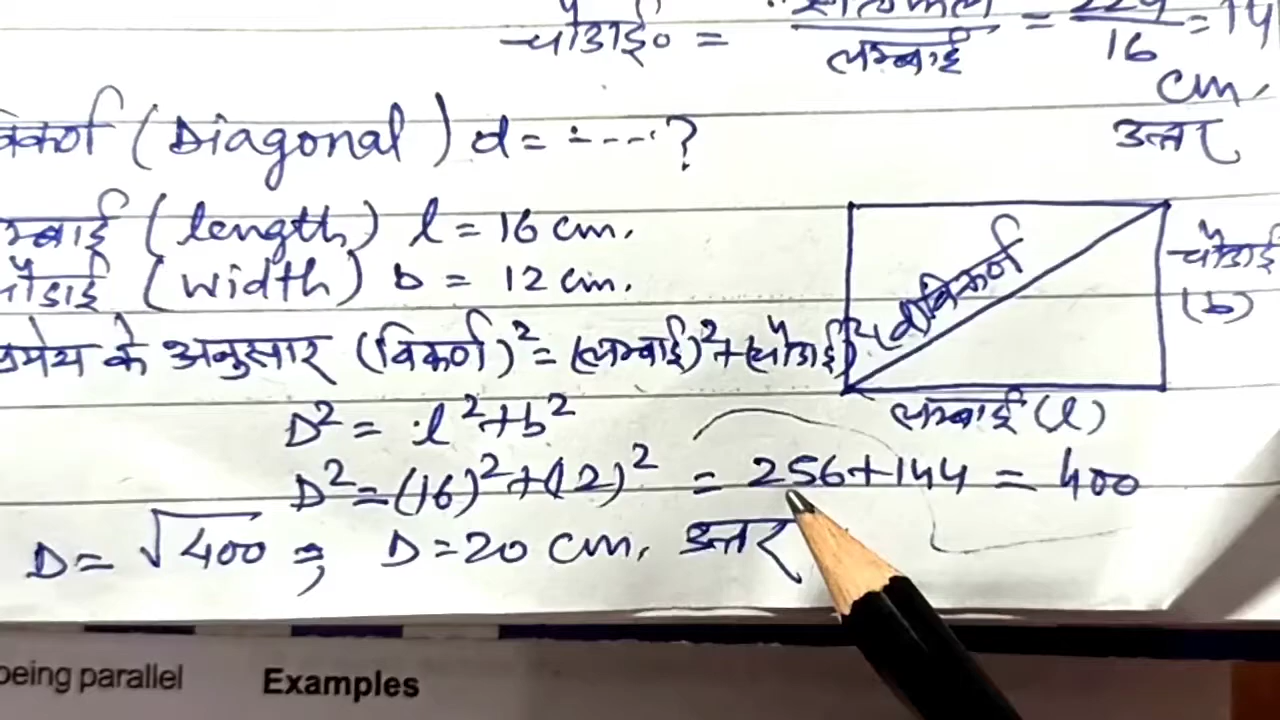 चौडाई० = क्षेत्रफल / लम्बाई = 224 / 16 = 14 cm,
उत्तर
विकर्ण (Diagonal) d = ----?
म्बाई (length) l = 16 cm.
चौडाई (width) b = 12 cm.
प्रमेय के अनुसार (विकर्ण)² = (लम्बाई)² + (चौडाई)²
(d) विकर्ण
चौडाई
(b)
लम्बाई (l)
D² = l² + b²
D² = (16)² + (12)² = 256 + 144 = 400
D = √400 ; D = 20 cm. उत्तर
being parallel
Examples